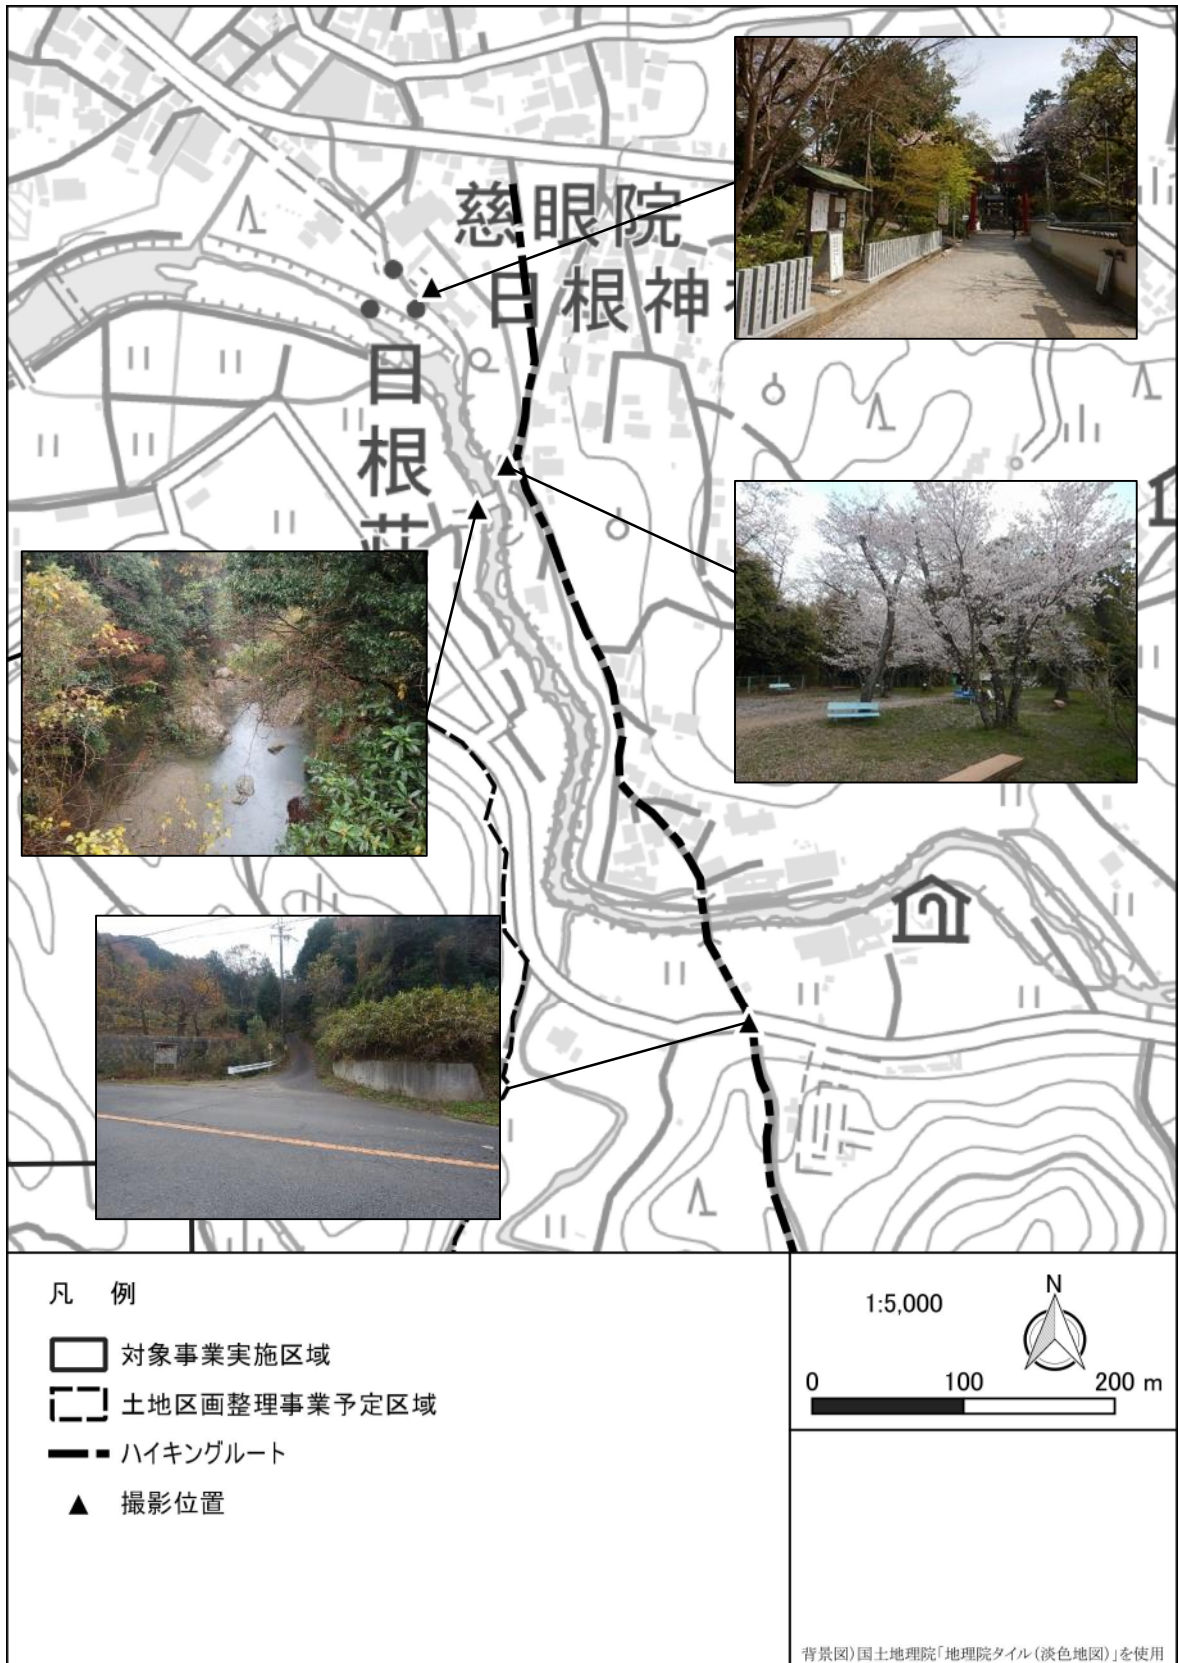 慈眼院
日根神
日根荘
凡 例
対象事業実施区域
土地区画整理事業予定区域
ハイキングルート
撮影位置
1:5,000
N
0 100 200 m
背景図)国土地理院「地理院タイル(淡色地図)」を使用